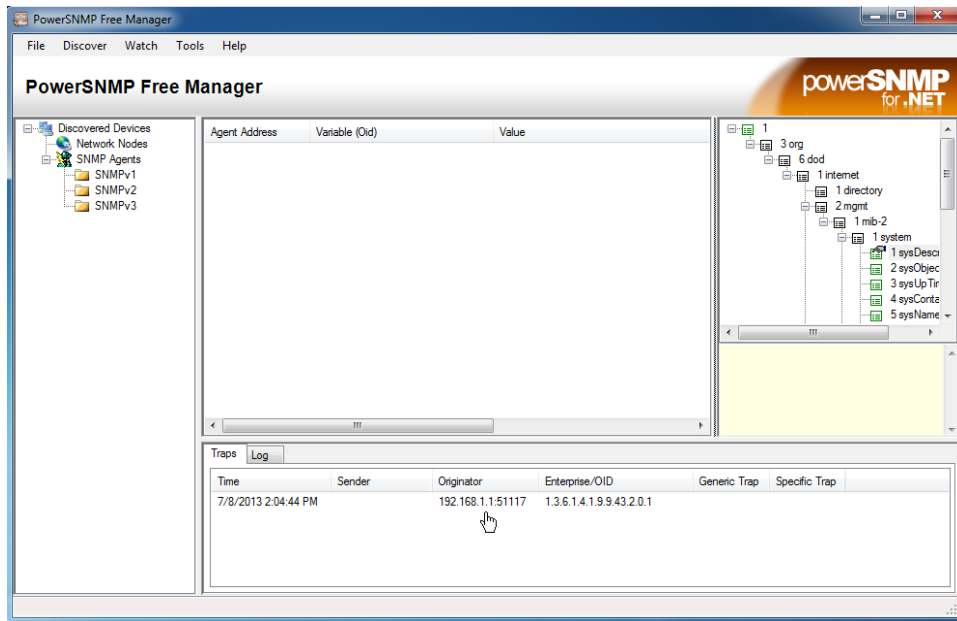 PowerSNMP Free Manager
File Discover Watch Tools Help
PowerSNMP Free Manager
powerSNMP
for .NET
Discovered Devices
Network Nodes
SNMP Agents
SNMPv1
SNMPv2
SNMPv3
Agent Address Variable (Oid) Value
1
3 org
6 dod
1 internet
1 directory
2 mgmt
1 mib-2
1 system
1 sysDescr
2 sysObjec
3 sysUpTim
4 sysConta
5 sysName
Traps Log
Time Sender Originator Enterprise/OID Generic Trap Specific Trap
7/8/2013 2:04:44 PM 192.168.1.1:51117 1.3.6.1.4.1.9.9.43.2.0.1